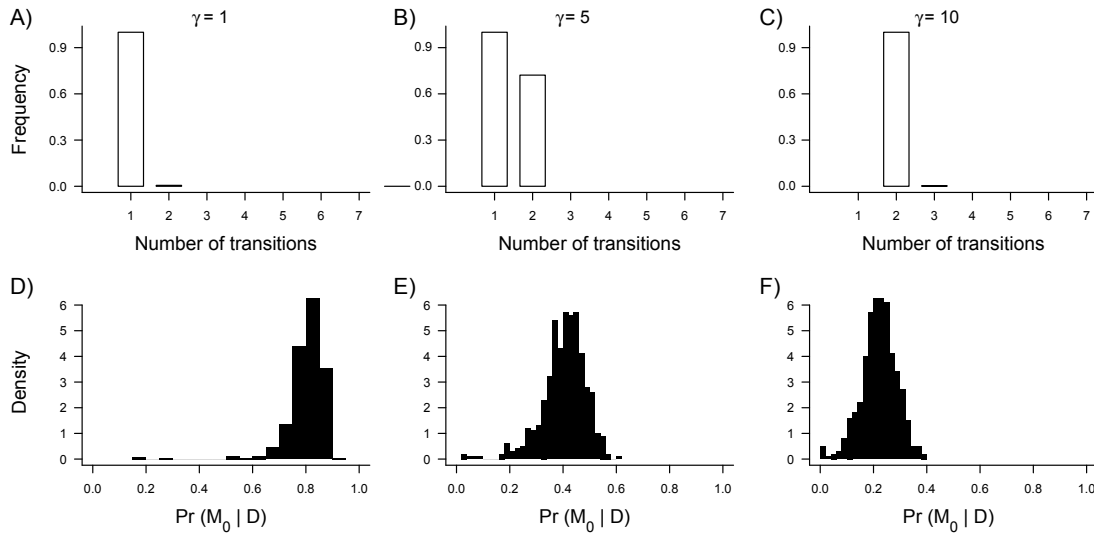 A) γ = 1 B) γ = 5 C) γ = 10
Frequency
0.9 0.9 0.9
0.6 0.6 0.6
0.3 0.3 0.3
0.0 0.0 0.0
1 2 3 4 5 6 7 1 2 3 4 5 6 7 1 2 3 4 5 6 7
Number of transitions Number of transitions Number of transitions
D) E) F)
Density
6 6 6
5 5 5
4 4 4
3 3 3
2 2 2
1 1 1
0 0 0
0.0 0.2 0.4 0.6 0.8 1.0 0.0 0.2 0.4 0.6 0.8 1.0 0.0 0.2 0.4 0.6 0.8 1.0
Pr (M₀ | D) Pr (M₀ | D) Pr (M₀ | D)